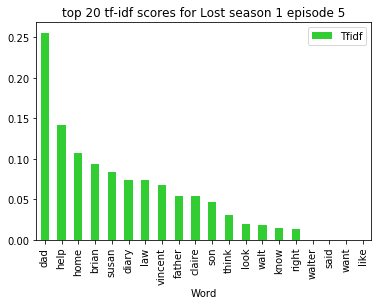 top 20 tf-idf scores for Lost season 1 episode 5
Tfidf
0.25
0.20
0.15
0.10
0.05
0.00
dad
help
home
brian
susan
diary
law
vincent
father
claire
son
think
look
walt
know
right
walter
said
want
like
Word